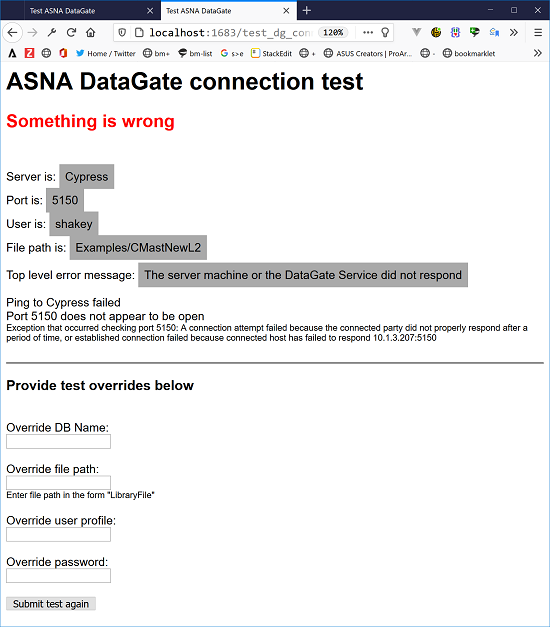 Test ASNA DataGate
Test ASNA DataGate
localhost:1683/test_dg_con
120%
Home / Twitter
bm+
bm-list
s>e
StackEdit
+
ASUS Creators | ProAr...
-
bookmarklet
ASNA DataGate connection test
Something is wrong
Server is: Cypress
Port is: 5150
User is: shakey
File path is: Examples/CMastNewL2
Top level error message: The server machine or the DataGate Service did not respond
Ping to Cypress failed
Port 5150 does not appear to be open
Exception that occurred checking port 5150: A connection attempt failed because the connected party did not properly respond after a
period of time, or established connection failed because connected host has failed to respond 10.1.3.207:5150
Provide test overrides below
Override DB Name:
Override file path:
Enter file path in the form "LibraryFile"
Override user profile:
Override password:
Submit test again